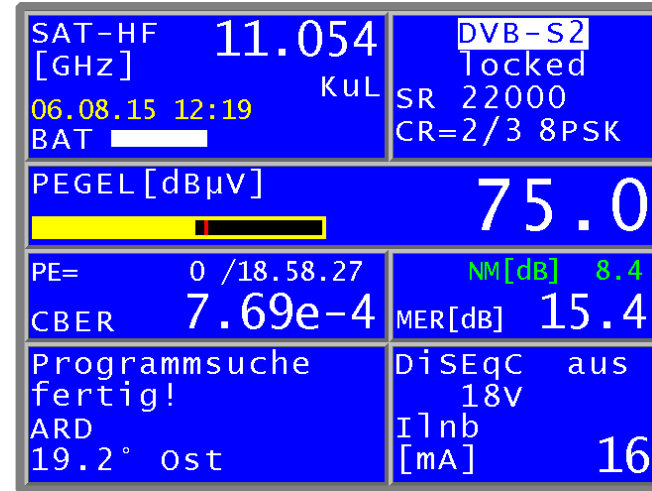 SAT-HF 11.054
[GHz]
KuL
06.08.15 12:19
BAT
DVB-S2
locked
SR 22000
CR=2/3 8PSK
PEGEL[dBµV] 75.0
PE= 0 /18.58.27
CBER 7.69e-4
NM[dB] 8.4
MER[dB] 15.4
Programmsuche
fertig!
ARD
19.2° Ost
DiSEqC aus
18V
Ilnb
[mA] 16